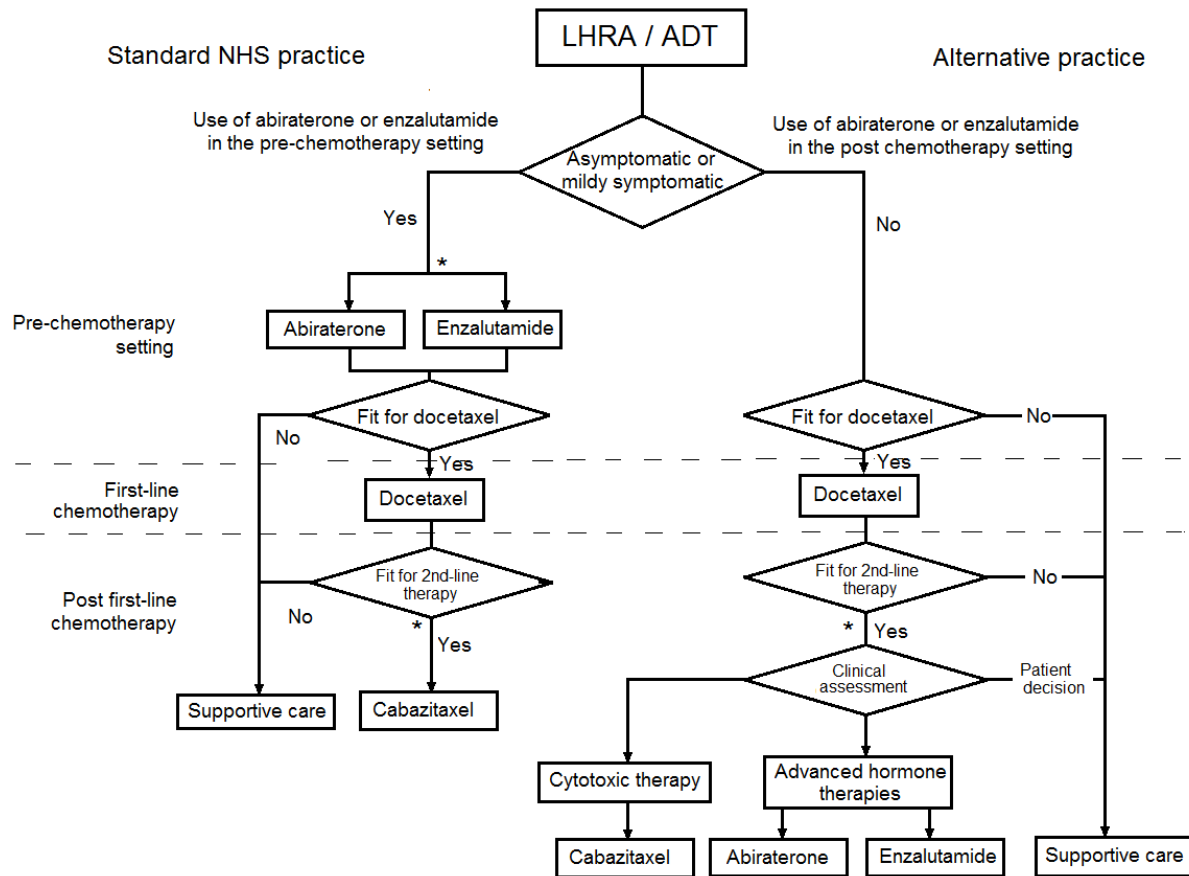 LHRA / ADT
Standard NHS practice
Alternative practice
Use of abiraterone or enzalutamide
in the pre-chemotherapy setting
Use of abiraterone or enzalutamide
in the post chemotherapy setting
Asymptomatic or
mildy symptomatic
Yes
No
*
Pre-chemotherapy
setting
Abiraterone
Enzalutamide
Fit for docetaxel
No
Yes
Fit for docetaxel
No
Yes
First-line
chemotherapy
Docetaxel
Docetaxel
Post first-line
chemotherapy
Fit for 2nd-line
therapy
No
*
Yes
Fit for 2nd-line
therapy
No
*
Yes
Clinical
assessment
Patient
decision
Supportive care
Cabazitaxel
Cytotoxic therapy
Advanced hormone
therapies
Cabazitaxel
Abiraterone
Enzalutamide
Supportive care